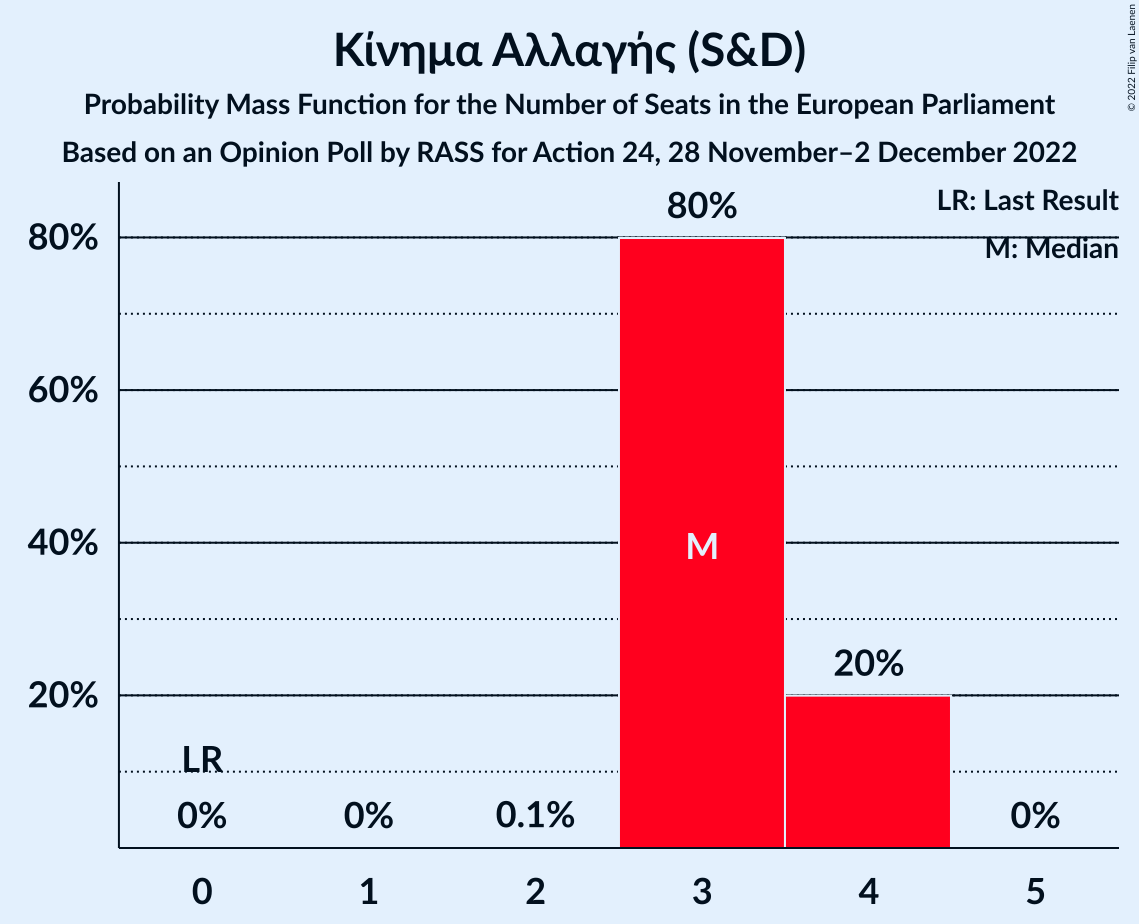 Κίνημα Αλλαγής (S&D)
Probability Mass Function for the Number of Seats in the European Parliament
Based on an Opinion Poll by RASS for Action 24, 28 November–2 December 2022
© 2022 Filip van Laenen
LR: Last Result
M: Median
80%
60%
40%
20%
80%
M
20%
LR
0%
0%
0.1%
0%
0 1 2 3 4 5